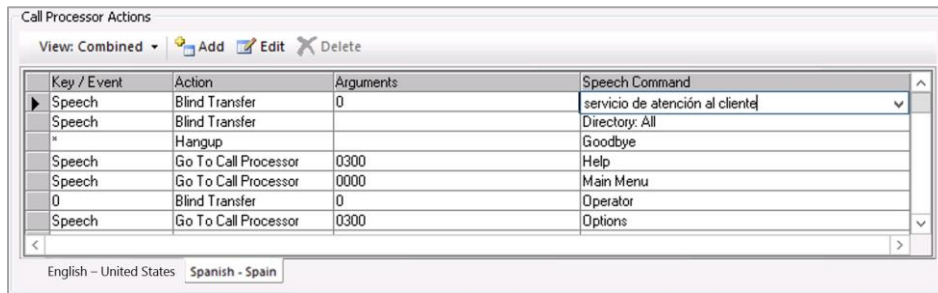 Call Processor Actions
View: Combined Add Edit Delete
Key / Event Action Arguments Speech Command
Speech Blind Transfer 0 servicio de atención al cliente
Speech Blind Transfer Directory: All
* Hangup Goodbye
Speech Go To Call Processor 0300 Help
Speech Go To Call Processor 0000 Main Menu
0 Blind Transfer 0 Operator
Speech Go To Call Processor 0300 Options
English – United States Spanish - Spain